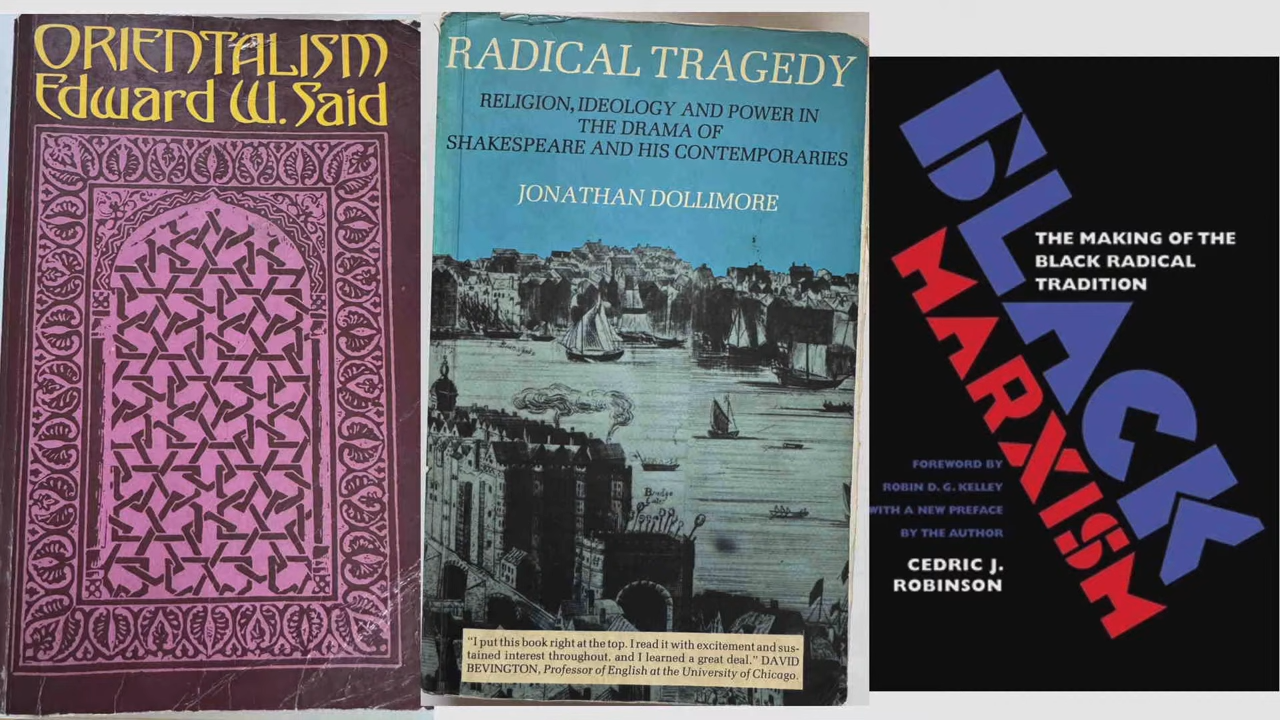 ORIENTALISM
Edward W. Said
RADICAL TRAGEDY
RELIGION, IDEOLOGY AND POWER IN
THE DRAMA OF
SHAKESPEARE AND HIS CONTEMPORARIES
JONATHAN DOLLIMORE
Bridge
"I put this book right at the top. I read it with excitement and sus-
tained interest throughout, and I learned a great deal." DAVID
BEVINGTON, Professor of English at the University of Chicago.
BLACK
MARXISM
THE MAKING OF THE
BLACK RADICAL
TRADITION
FOREWORD BY
ROBIN D. G. KELLEY
WITH A NEW PREFACE
BY THE AUTHOR
CEDRIC J.
ROBINSON